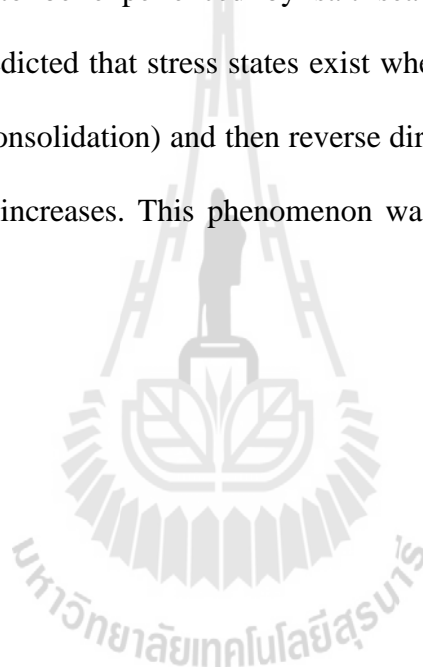 dicted that stress states exist whe
onsolidation) and then reverse dir
increases. This phenomenon wa
มหาวิทยาลัยเทคโนโลยีสุรนารี